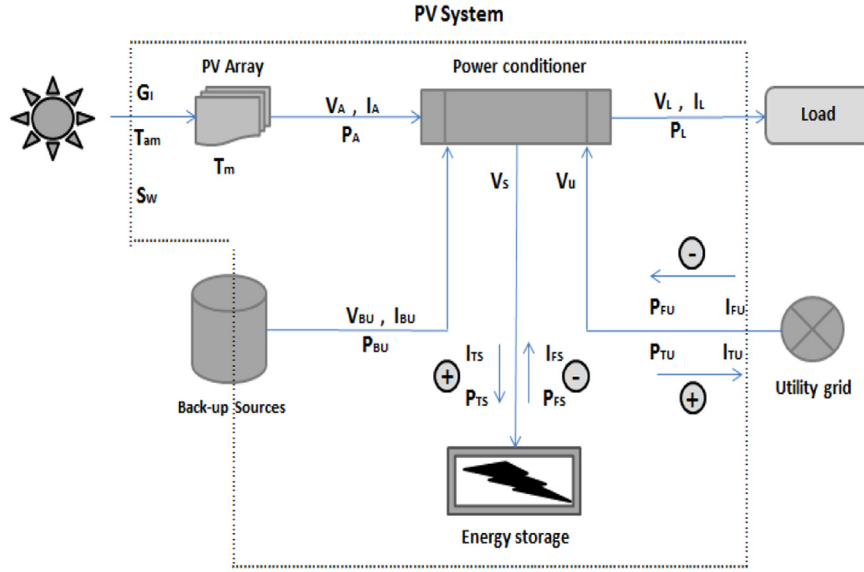 PV System
PV Array
Power conditioner
GI
VA , IA
VL , IL
Load
Tam
PA
PL
Tm
Vs
Vu
Sw
-
VBU , IBU
PFU IFU
PBU
ITS IFS
PTU ITU
+
-
PTS PFS
+
Back-up Sources
Utility grid
Energy storage